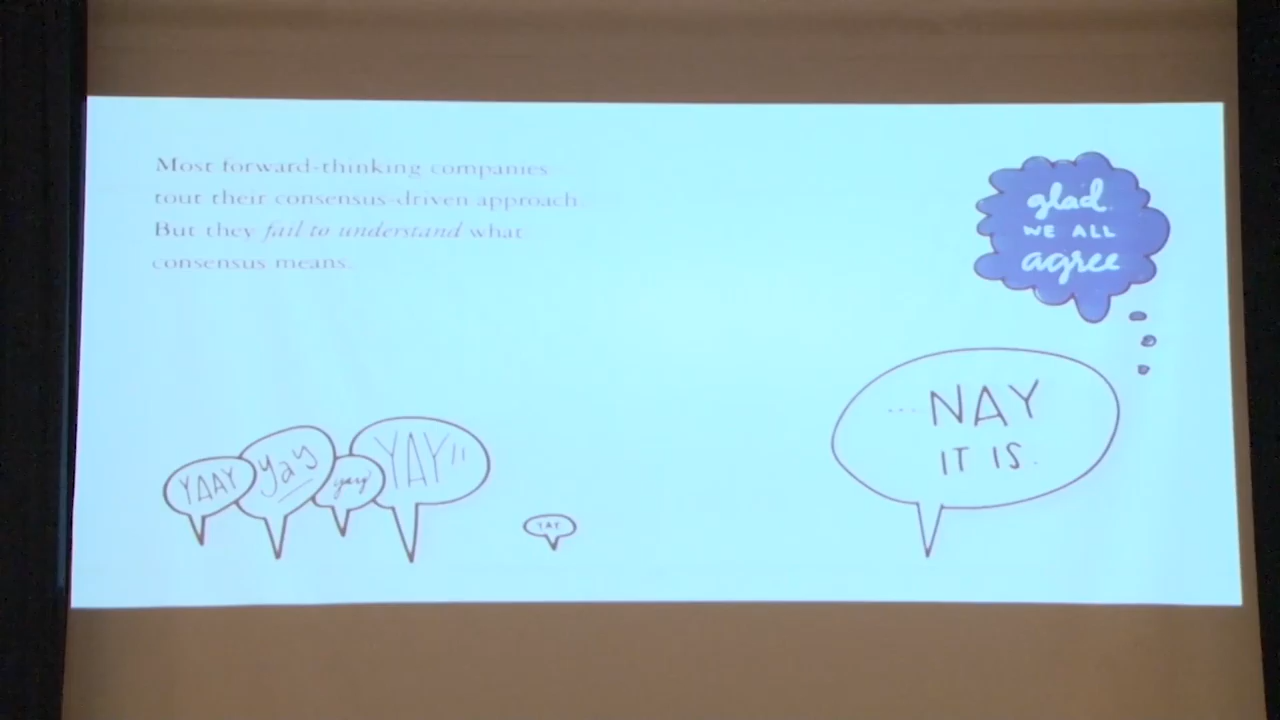 Most forward-thinking companies
tout their consensus-driven approach.
But they fail to understand what
consensus means.
glad
WE ALL
agree
...NAY
IT IS.
YAAY
yay
yay
YAY!!
YAY